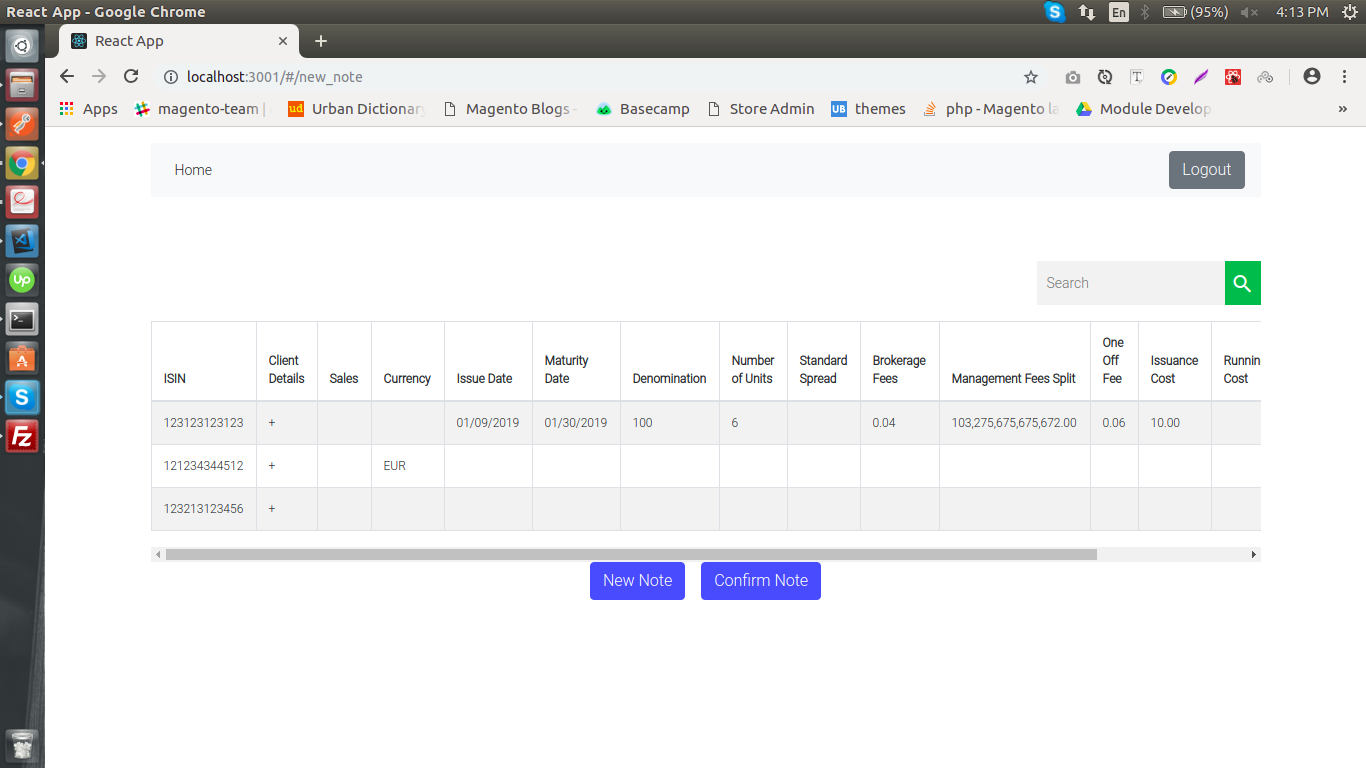 React App - Google Chrome
En (95%) 4:13 PM
React App
localhost:3001/#/new_note
Apps magento-team | ud Urban Dictionary Magento Blogs - Basecamp Store Admin UB themes php - Magento la Module Develop »
Home Logout
Search
ISIN Client Details Sales Currency Issue Date Maturity Date Denomination Number of Units Standard Spread Brokerage Fees Management Fees Split One Off Fee Issuance Cost Runnin Cost
123123123123 + 01/09/2019 01/30/2019 100 6 0.04 103,275,675,675,672.00 0.06 10.00
121234344512 + EUR
123213123456 +
New Note Confirm Note